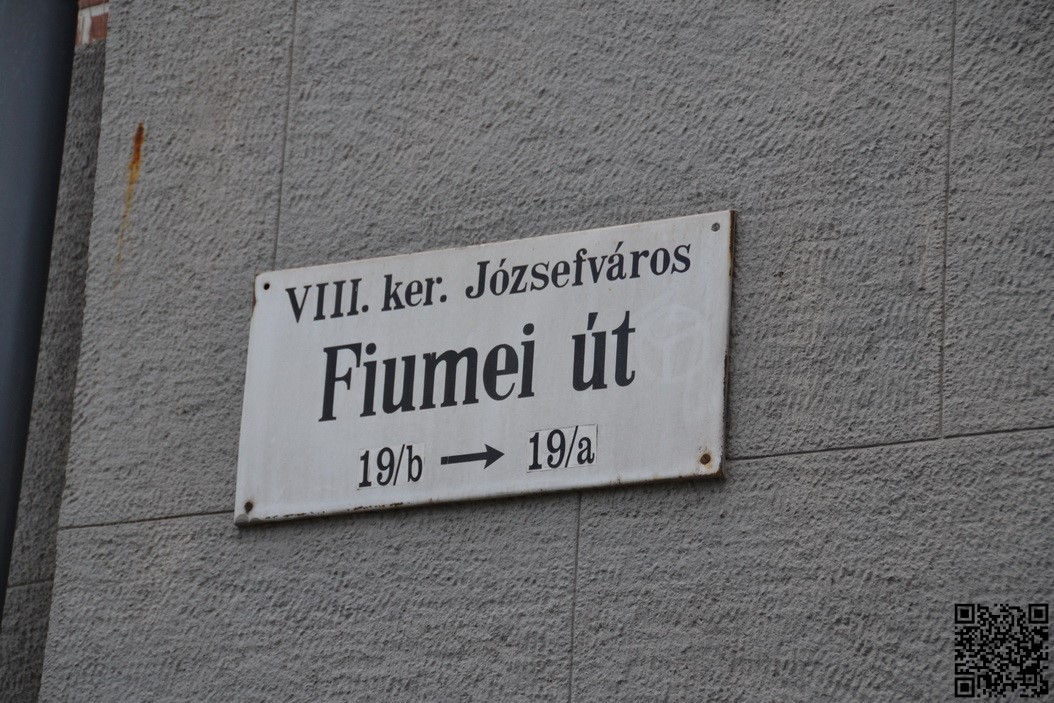 VIII. ker. Józsefváros
Fiumei út
19/b → 19/a